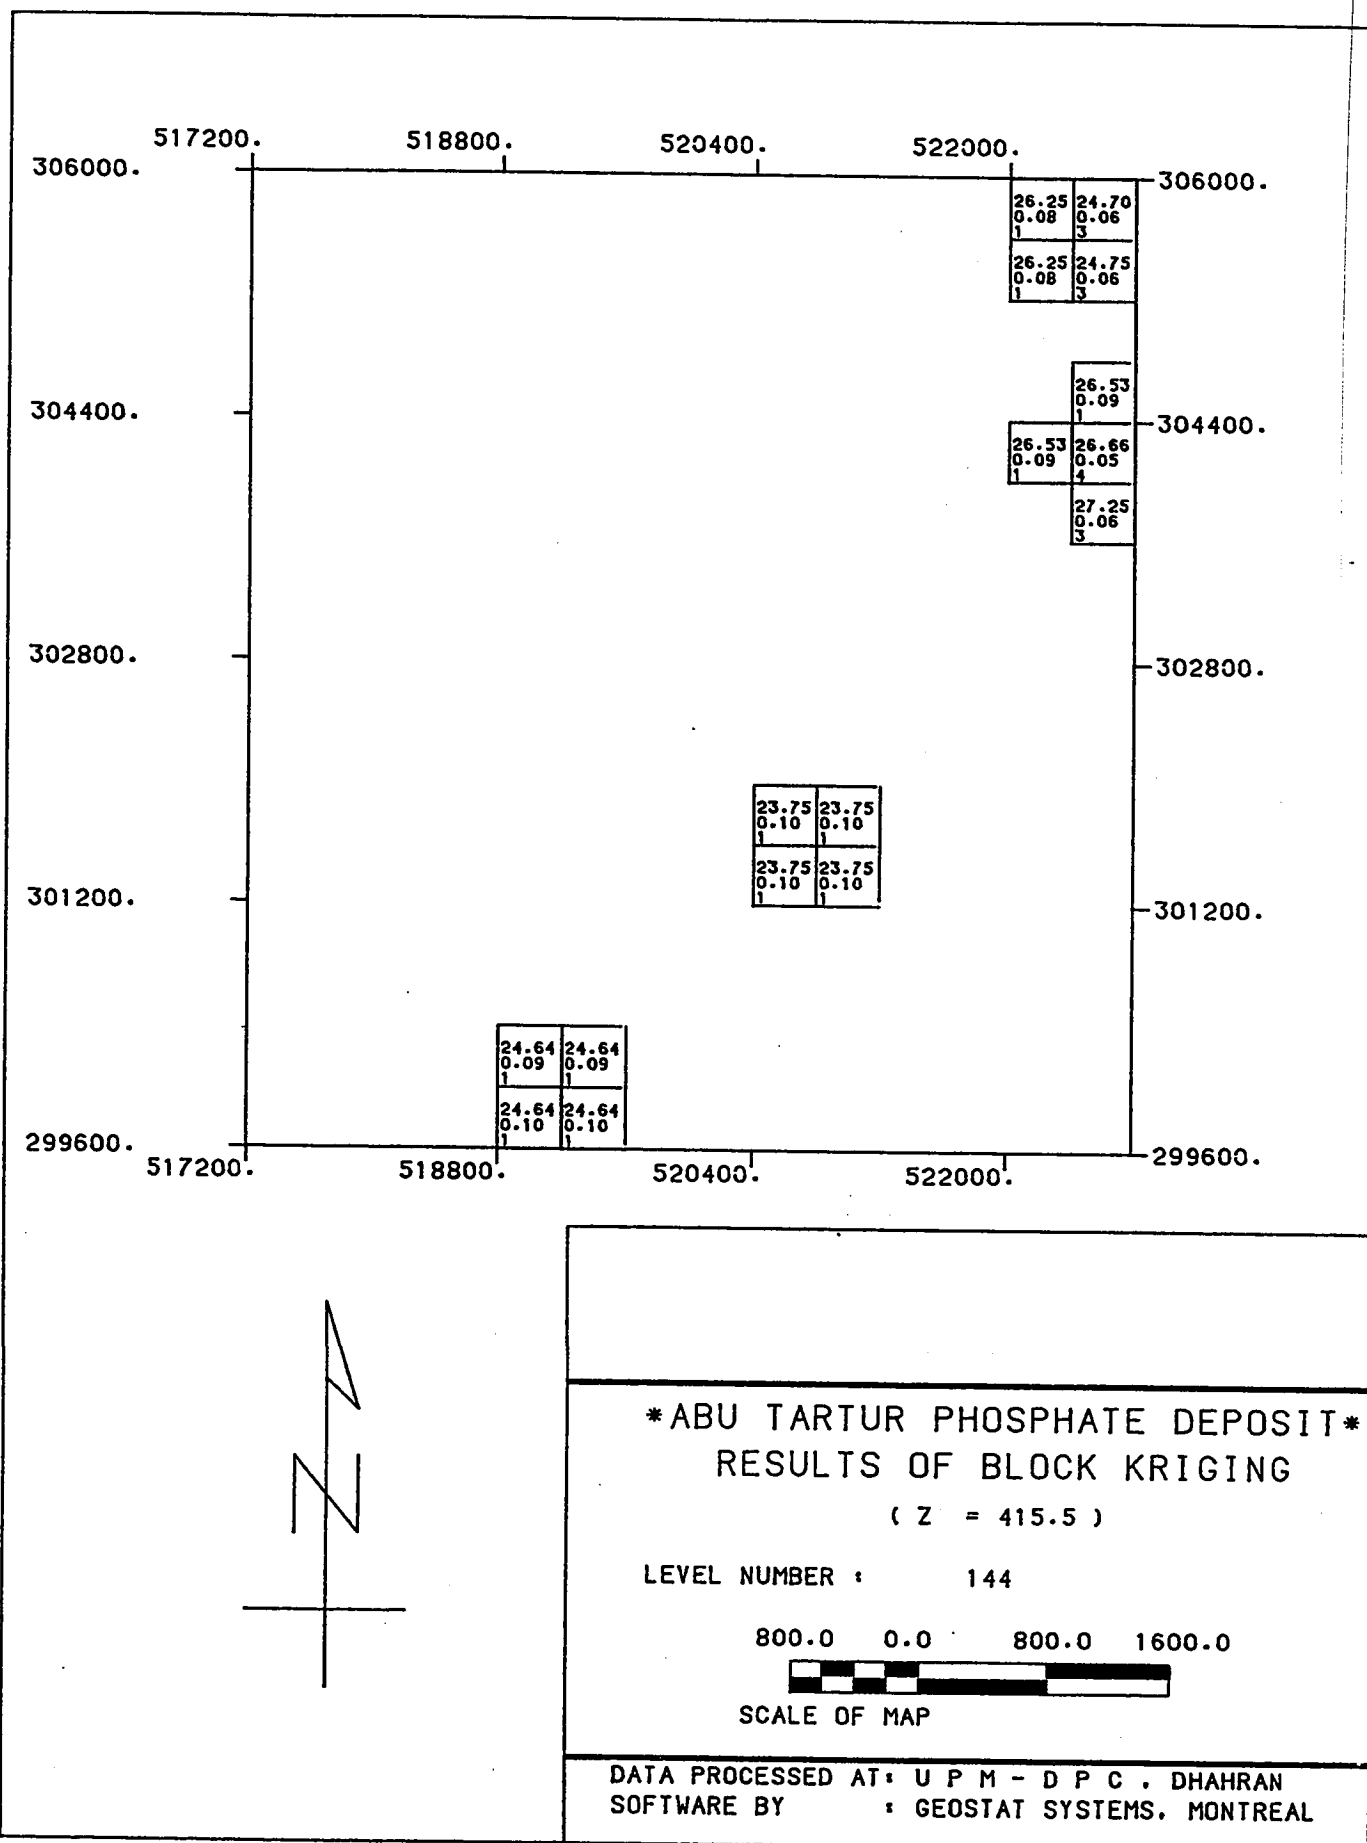 517200. 518800. 520400. 522000.
306000. 306000.
26.25 24.70
0.08 0.06
1 3
26.25 24.75
0.08 0.06
1 3
26.53
0.09
1
304400. 304400.
26.53 26.66
0.09 0.05
1 4
27.25
0.06
3
302800. 302800.
23.75 23.75
0.10 0.10
1 1
23.75 23.75
0.10 0.10
1 1
301200. 301200.
24.64 24.64
0.09 0.09
1 1
24.64 24.64
0.10 0.10
1 1
299600. 299600.
517200. 518800. 520400. 522000.
N
*ABU TARTUR PHOSPHATE DEPOSIT*
RESULTS OF BLOCK KRIGING
( Z = 415.5 )
LEVEL NUMBER : 144
800.0 0.0 800.0 1600.0
SCALE OF MAP
DATA PROCESSED AT: U P M - D P C . DHAHRAN
SOFTWARE BY : GEOSTAT SYSTEMS. MONTREAL